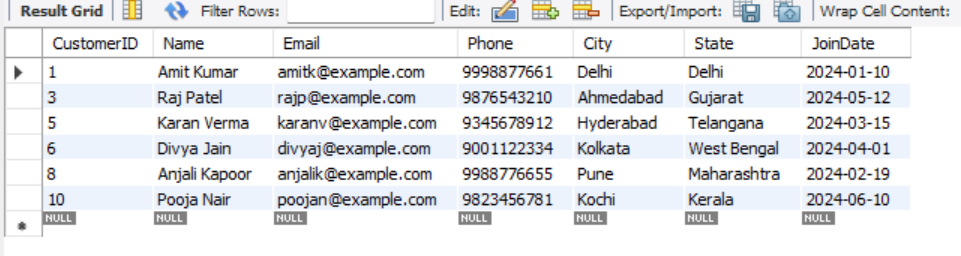 Result Grid Filter Rows: Edit: Export/Import: Wrap Cell Content:
CustomerID Name Email Phone City State JoinDate
1 Amit Kumar amitk@example.com 9998877661 Delhi Delhi 2024-01-10
3 Raj Patel rajp@example.com 9876543210 Ahmedabad Gujarat 2024-05-12
5 Karan Verma karanv@example.com 9345678912 Hyderabad Telangana 2024-03-15
6 Divya Jain divyaj@example.com 9001122334 Kolkata West Bengal 2024-04-01
8 Anjali Kapoor anjalik@example.com 9988776655 Pune Maharashtra 2024-02-19
10 Pooja Nair poojan@example.com 9823456781 Kochi Kerala 2024-06-10
NULL NULL NULL NULL NULL NULL NULL